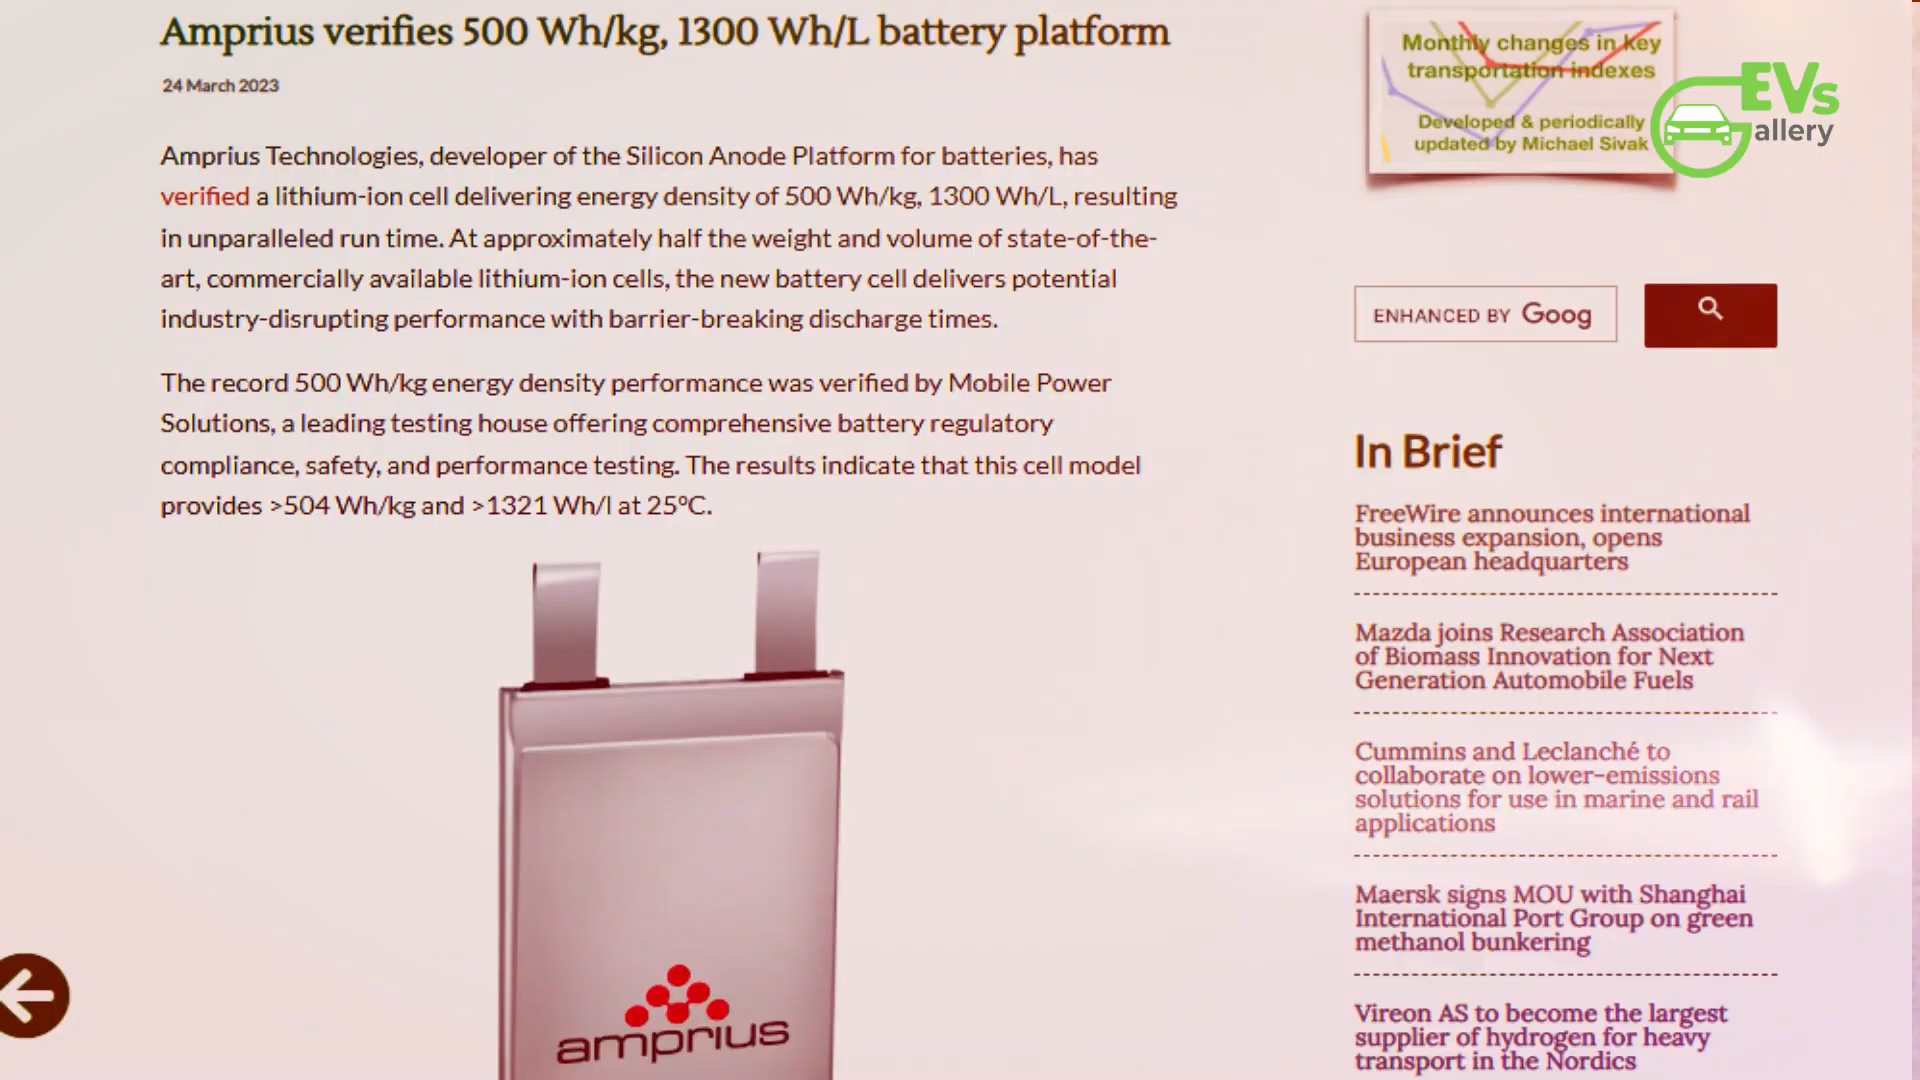 Amprius verifies 500 Wh/kg, 1300 Wh/L battery platform
24 March 2023
Amprius Technologies, developer of the Silicon Anode Platform for batteries, has
verified a lithium-ion cell delivering energy density of 500 Wh/kg, 1300 Wh/L, resulting
in unparalleled run time. At approximately half the weight and volume of state-of-the-
art, commercially available lithium-ion cells, the new battery cell delivers potential
industry-disrupting performance with barrier-breaking discharge times.
The record 500 Wh/kg energy density performance was verified by Mobile Power
Solutions, a leading testing house offering comprehensive battery regulatory
compliance, safety, and performance testing. The results indicate that this cell model
provides >504 Wh/kg and >1321 Wh/l at 25ºC.
amprius
Monthly changes in key
transportation indexes
Developed & periodically
updated by Michael Sivak
EVs
Gallery
ENHANCED BY Goog
In Brief
FreeWire announces international
business expansion, opens
European headquarters
Mazda joins Research Association
of Biomass Innovation for Next
Generation Automobile Fuels
Cummins and Leclanché to
collaborate on lower-emissions
solutions for use in marine and rail
applications
Maersk signs MOU with Shanghai
International Port Group on green
methanol bunkering
Vireon AS to become the largest
supplier of hydrogen for heavy
transport in the Nordics